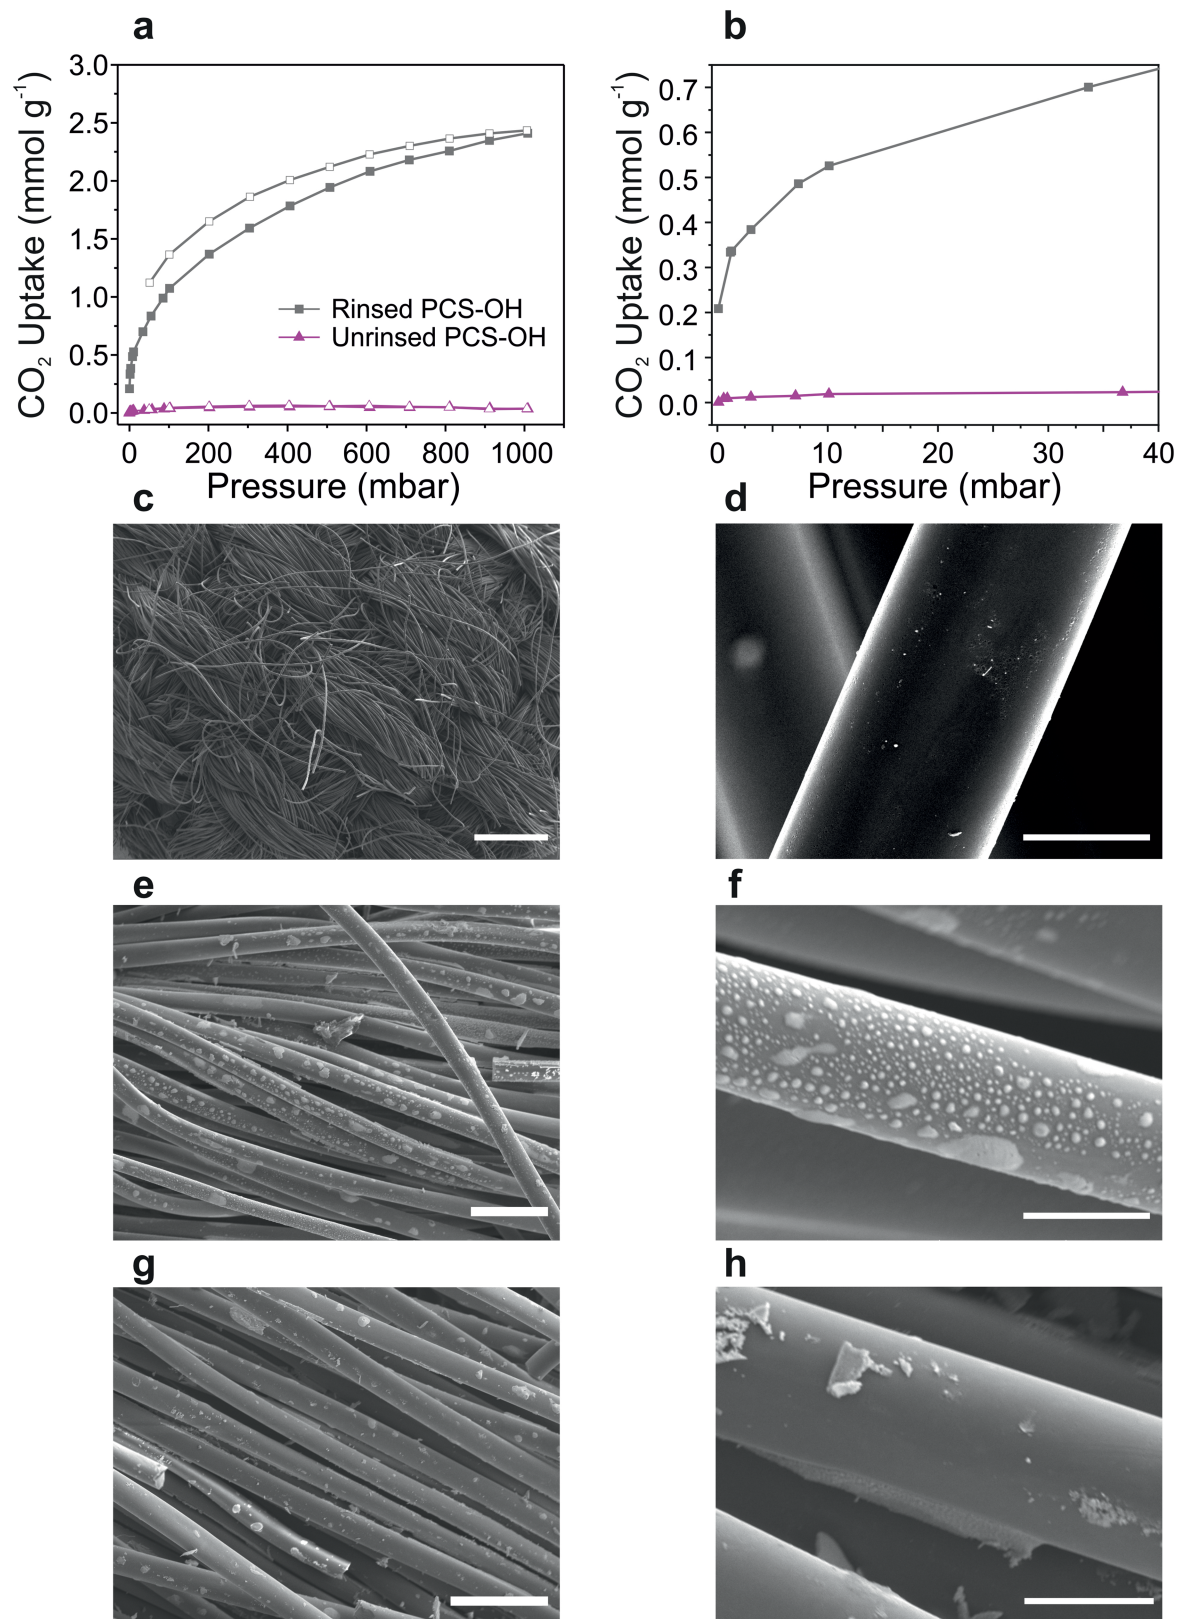 a
b
3.0
2.5
2.0
1.5
1.0
0.5
0.0
CO2 Uptake (mmol g-1)
Rinsed PCS-OH
Unrinsed PCS-OH
0 200 400 600 800 1000
Pressure (mbar)
0.7
0.6
0.5
0.4
0.3
0.2
0.1
0.0
CO2 Uptake (mmol g-1)
0 10 20 30 40
Pressure (mbar)
c
d
e
f
g
h